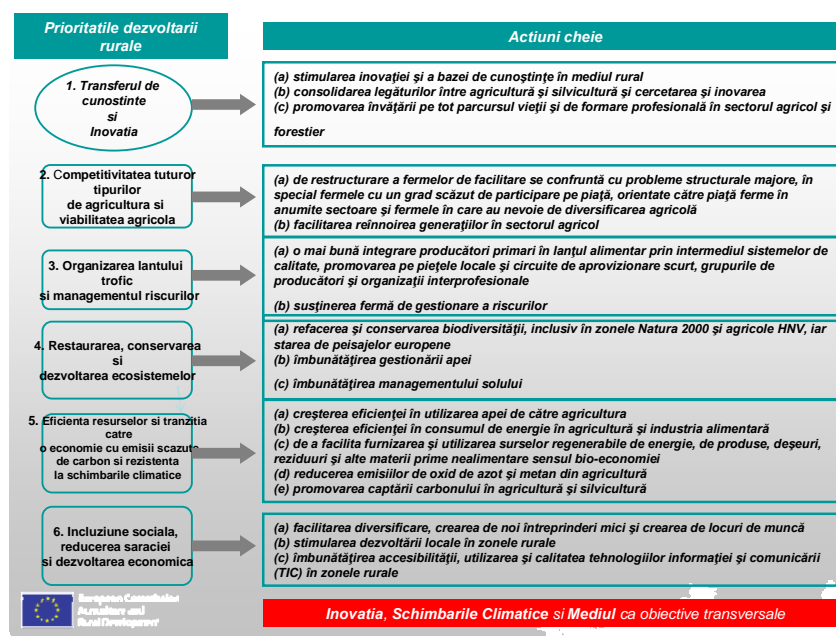 Prioritatile dezvoltarii
rurale
Actiuni cheie
1. Transferul de
cunostinte
si
Inovatia
(a) stimularea inovaţiei şi a bazei de cunoştinţe în mediul rural
(b) consolidarea legăturilor între agricultură şi silvicultură şi cercetarea şi inovarea
(c) promovarea învăţării pe tot parcursul vieţii şi de formare profesională în sectorul agricol şi
forestier
2. Competitivitatea tuturor
tipurilor
de agricultura si
viabilitatea agricola
(a) de restructurare a fermelor de facilitare se confruntă cu probleme structurale majore, în
special fermele cu un grad scăzut de participare pe piaţă, orientate către piaţă ferme în
anumite sectoare şi fermele în care au nevoie de diversificarea agricolă
(b) facilitarea reînnoirea generaţiilor în sectorul agricol
3. Organizarea lantului
trofic
si managementul riscurilor
(a) o mai bună integrare producători primari în lanţul alimentar prin intermediul sistemelor de
calitate, promovarea pe pieţele locale şi circuite de aprovizionare scurt, grupurile de
producători şi organizaţii interprofesionale
(b) susţinerea fermă de gestionare a riscurilor
4. Restaurarea, conservarea
si
dezvoltarea ecosistemelor
(a) refacerea şi conservarea biodiversităţii, inclusiv în zonele Natura 2000 şi agricole HNV, iar
starea de peisajelor europene
(b) îmbunătăţirea gestionării apei
(c) îmbunătăţirea managementului solului
5. Eficienta resurselor si tranzitia
catre
o economie cu emisii scazute
de carbon si rezistenta
la schimbarile climatice
(a) creşterea eficienţei în utilizarea apei de către agricultura
(b) creşterea eficienţei în consumul de energie în agricultură şi industria alimentară
(c) de a facilita furnizarea şi utilizarea surselor regenerabile de energie, de produse, deşeuri,
reziduuri şi alte materii prime nealimentare sensul bio-economiei
(d) reducerea emisiilor de oxid de azot şi metan din agricultură
(e) promovarea captării carbonului în agricultură şi silvicultură
6. Incluziune sociala,
reducerea saraciei
si dezvoltarea economica
(a) facilitarea diversificare, crearea de noi întreprinderi mici şi crearea de locuri de muncă
(b) stimularea dezvoltării locale în zonele rurale
(c) îmbunătăţirea accesibilităţii, utilizarea şi calitatea tehnologiilor informaţiei şi comunicării
(TIC) în zonele rurale
European Commission
Agriculture and
Rural Development
Inovatia, Schimbarile Climatice si Mediul ca obiective transversale